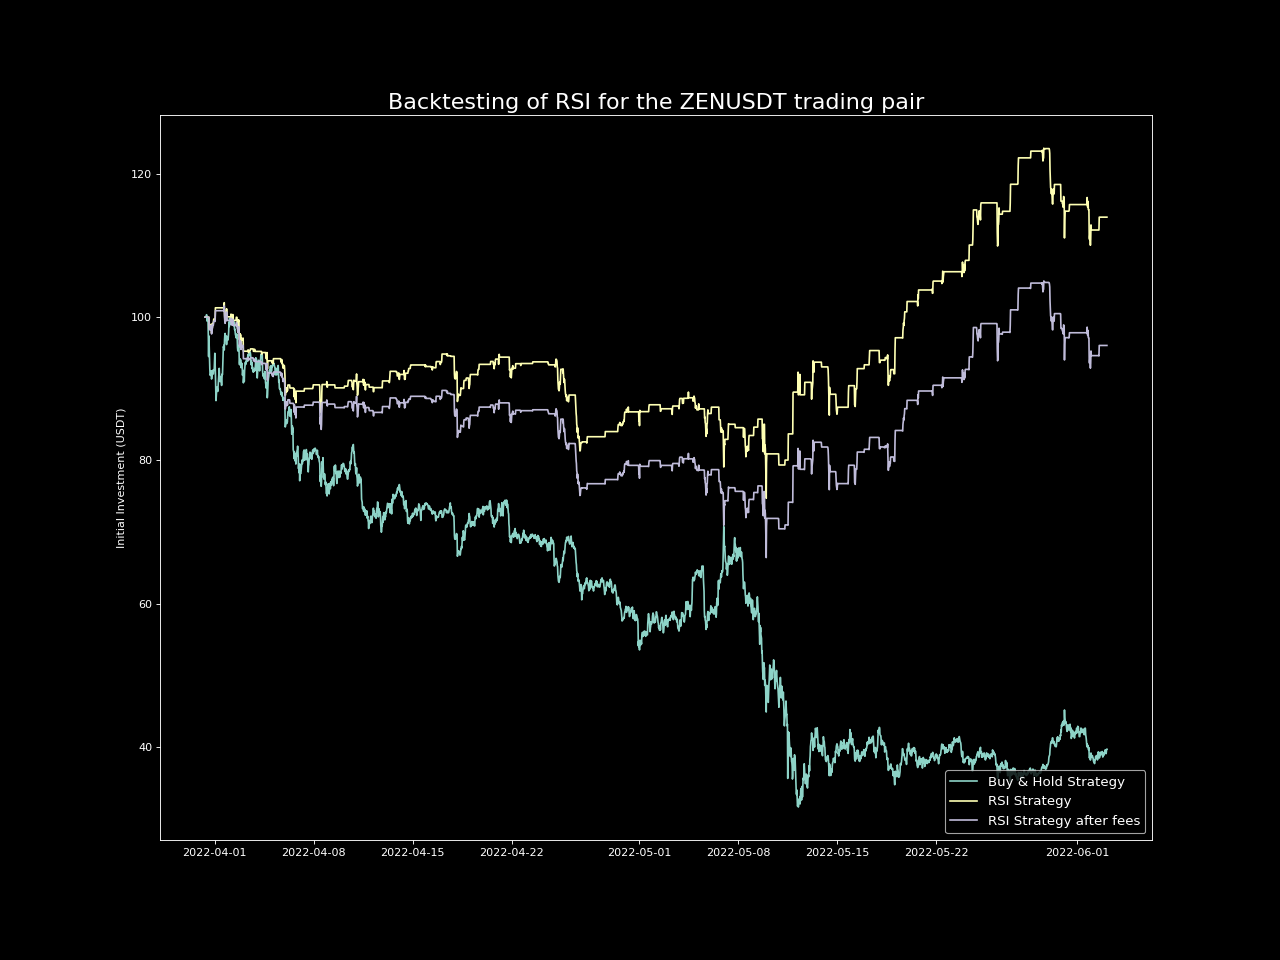 Backtesting of RSI for the ZENUSDT trading pair
Initial Investment (USDT)
120
100
80
60
40
2022-04-01
2022-04-08
2022-04-15
2022-04-22
2022-05-01
2022-05-08
2022-05-15
2022-05-22
2022-06-01
Buy & Hold Strategy
RSI Strategy
RSI Strategy after fees